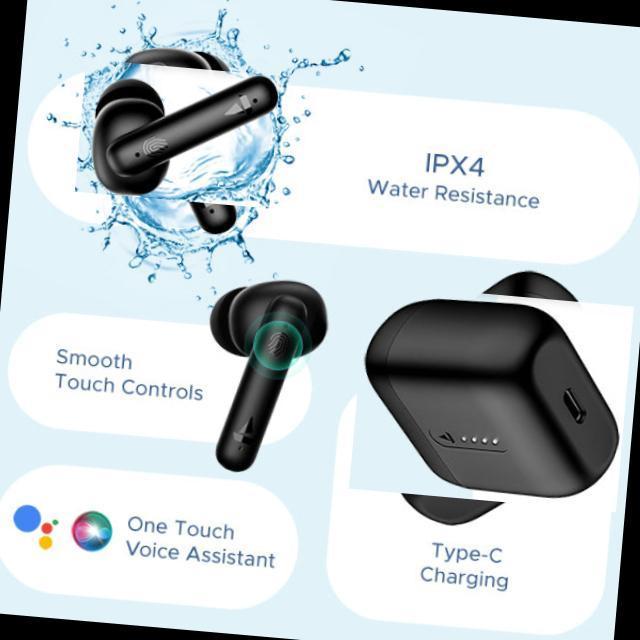 IPX4
Water Resistance
Smooth
Touch Controls
One Touch
Voice Assistant
Type-C
Charging